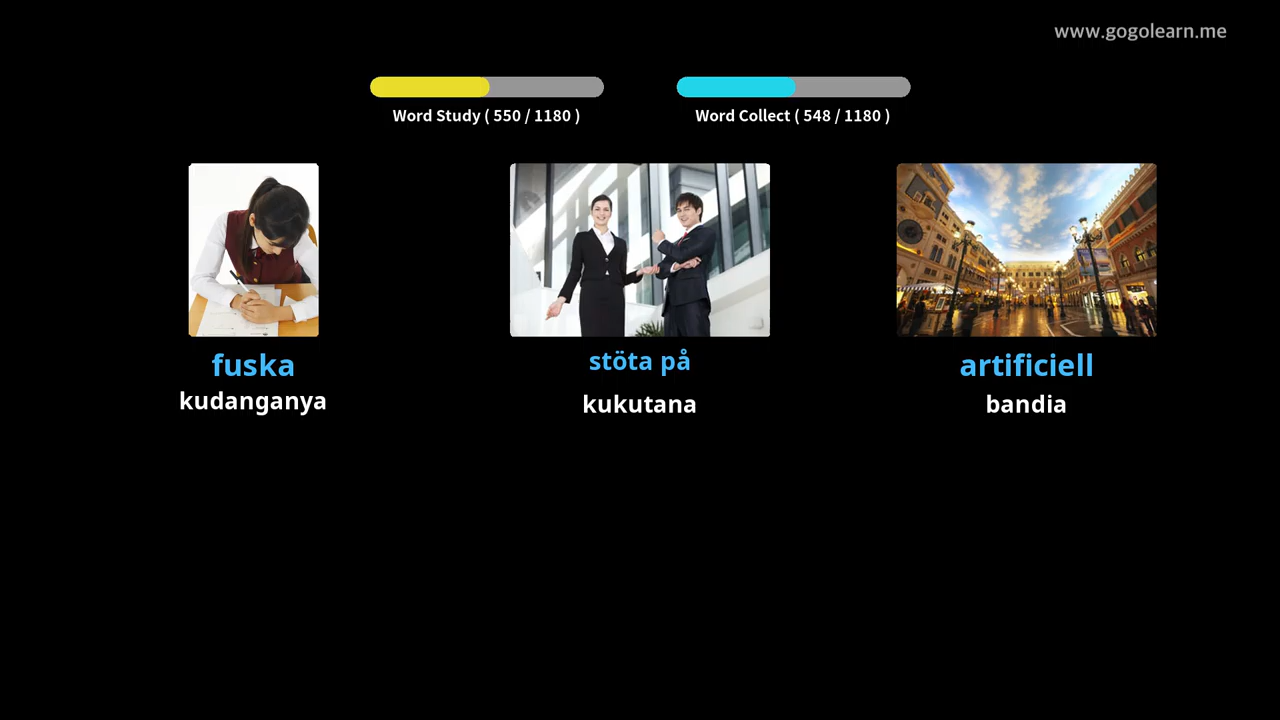 www.gogolearn.me
Word Study ( 550 / 1180 )
Word Collect ( 548 / 1180 )
fuska
kudanganya
stöta på
kukutana
artificiell
bandia